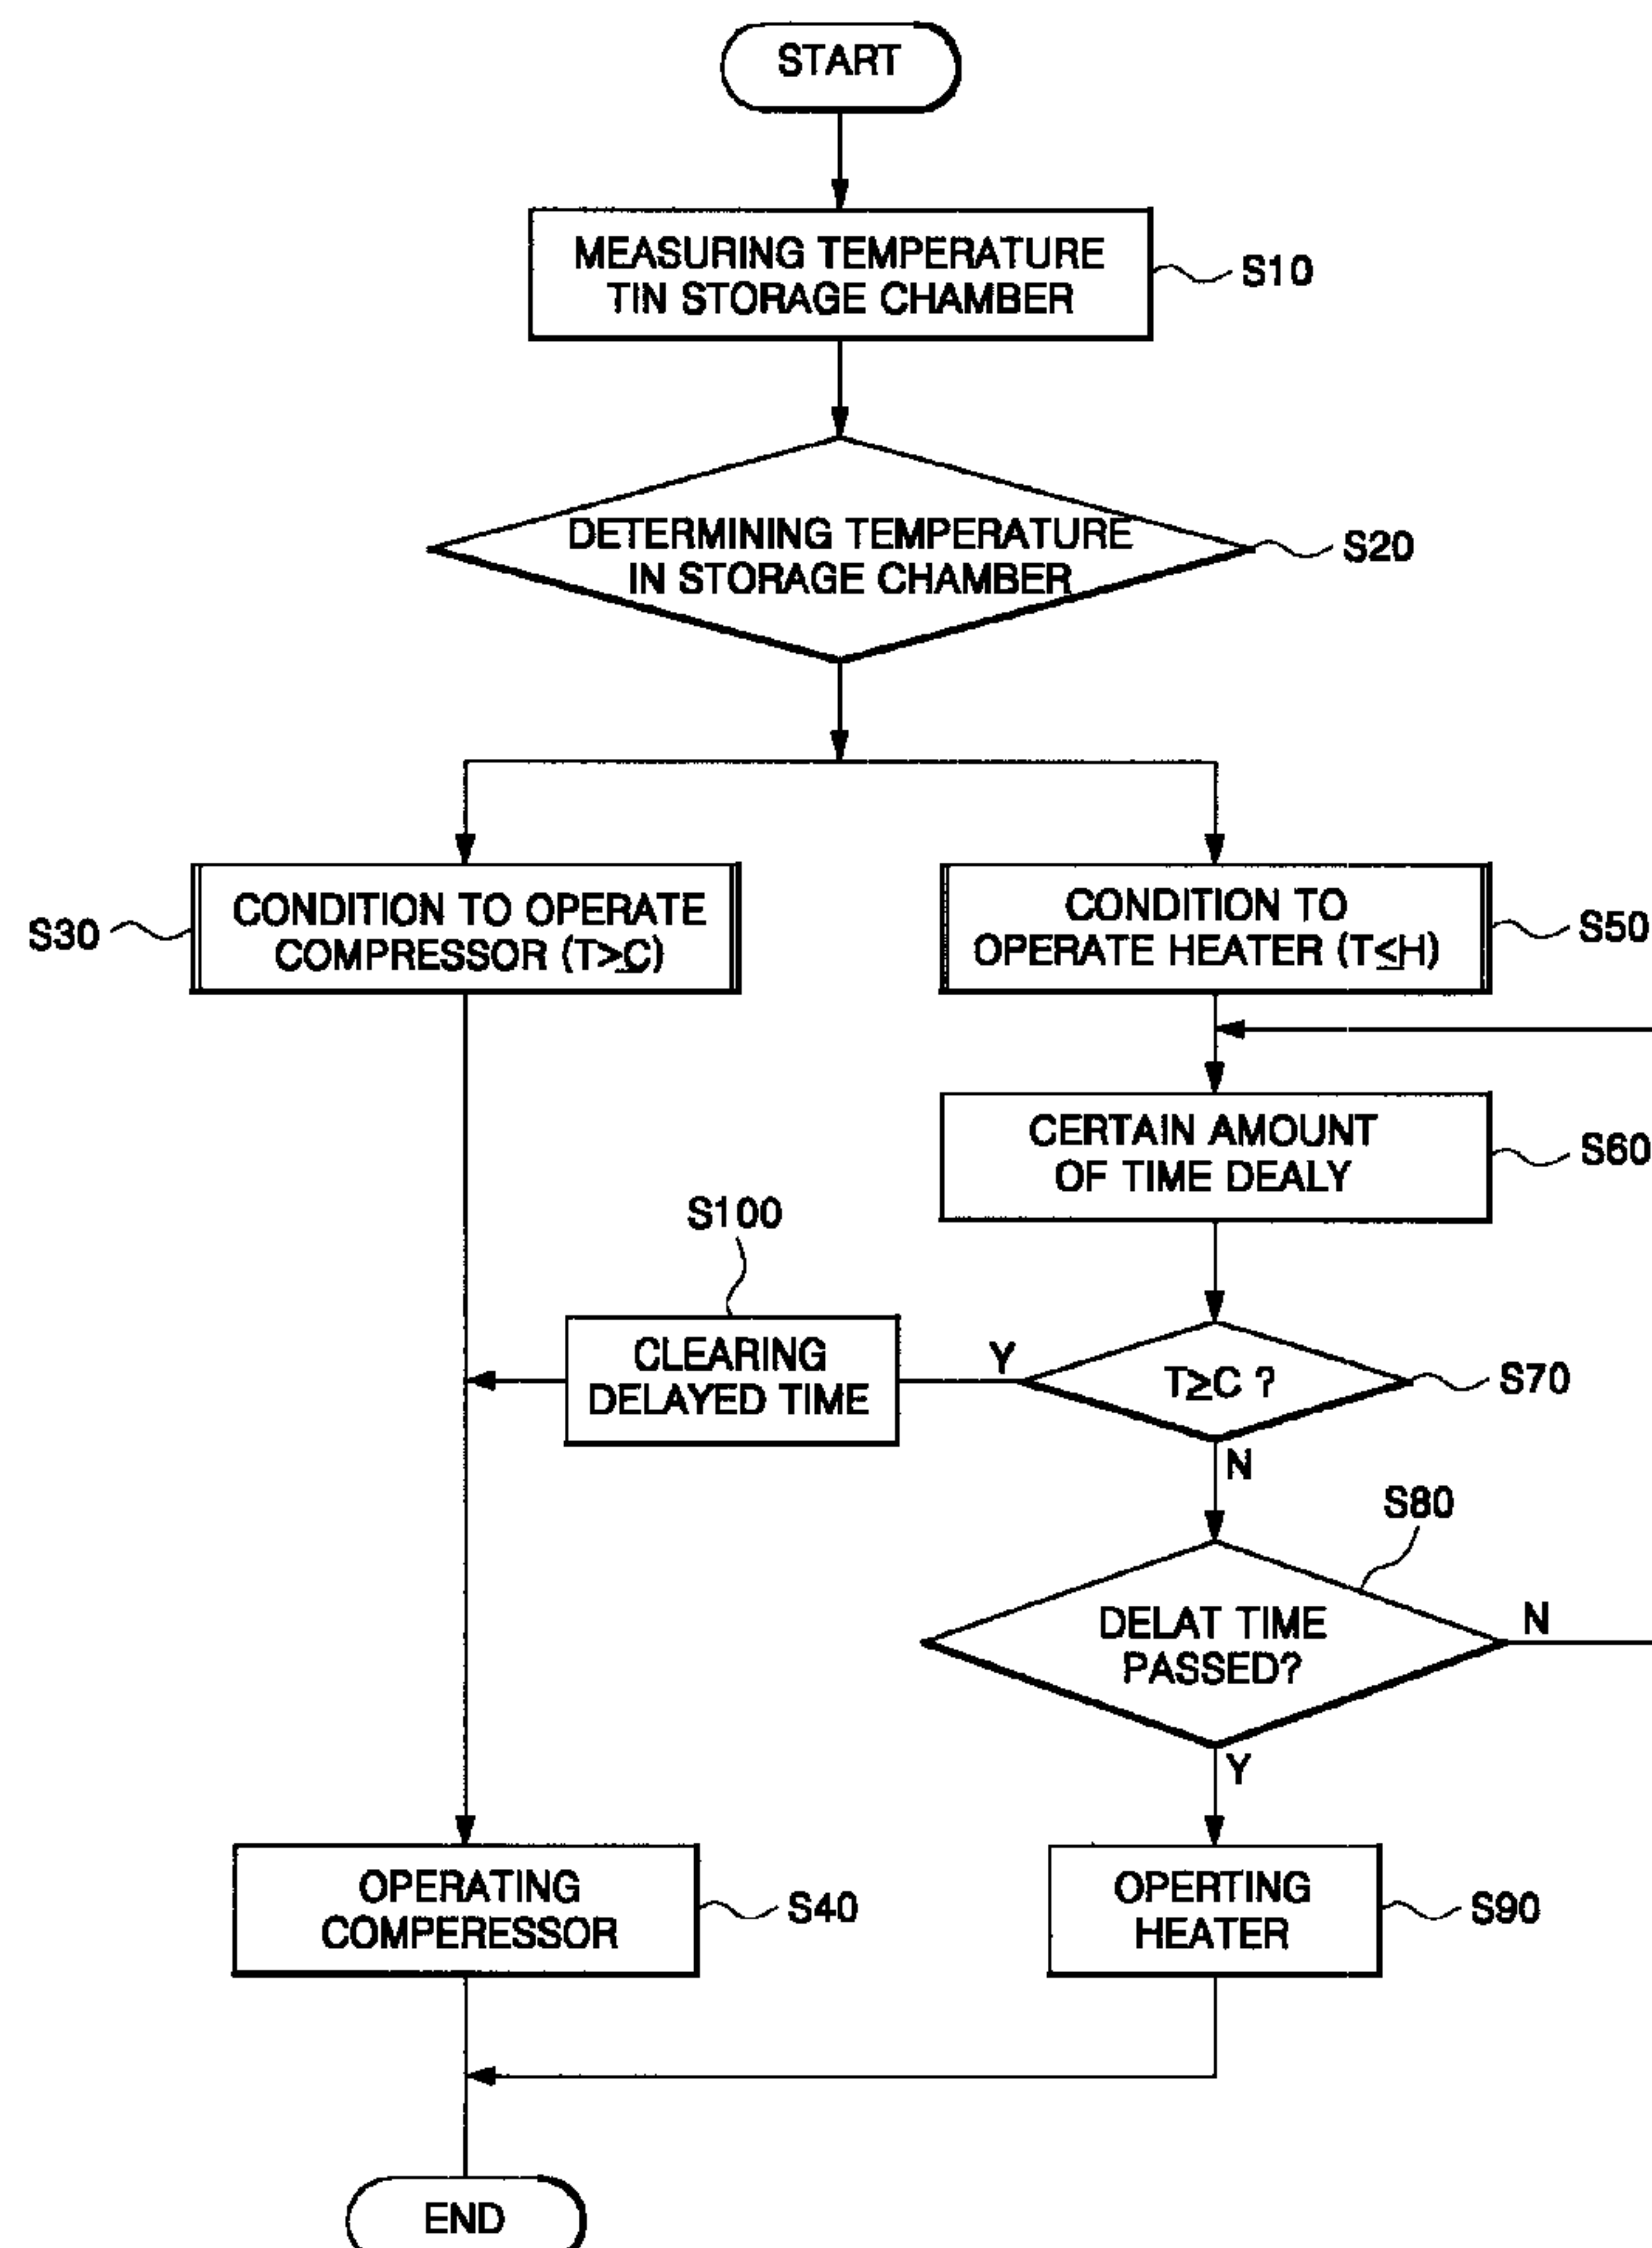 START
MEASURING TEMPERATURE
TIN STORAGE CHAMBER
S10
DETERMINING TEMPERATURE
IN STORAGE CHAMBER
S20
CONDITION TO OPERATE
COMPRESSOR (T≥C)
S30
CONDITION TO
OPERATE HEATER (T≤H)
S50
CERTAIN AMOUNT
OF TIME DEALY
S60
S100
CLEARING
DELAYED TIME
Y
T≥C ?
S70
N
S80
DELAT TIME
PASSED?
N
Y
OPERATING
COMPERESSOR
S40
OPERTING
HEATER
S90
END